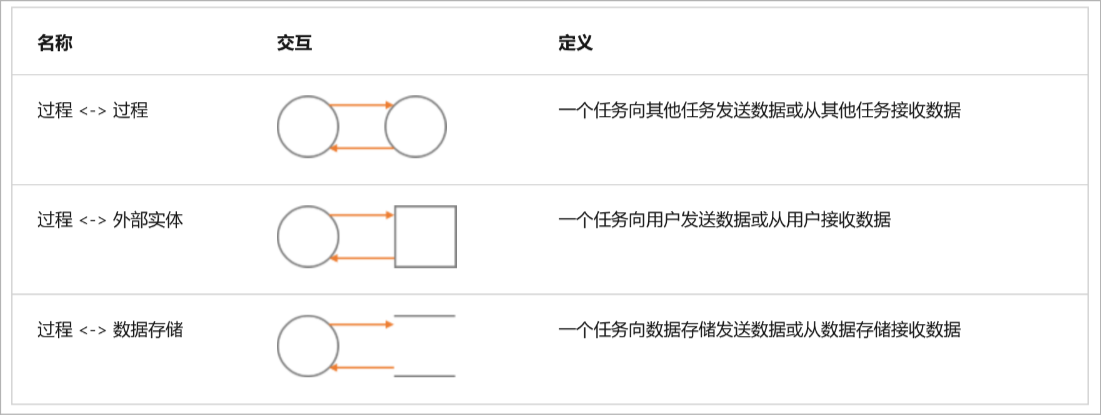 名称 交互 定义
过程 <-> 过程 一个任务向其他任务发送数据或从其他任务接收数据
过程 <-> 外部实体 一个任务向用户发送数据或从用户接收数据
过程 <-> 数据存储 一个任务向数据存储发送数据或从数据存储接收数据